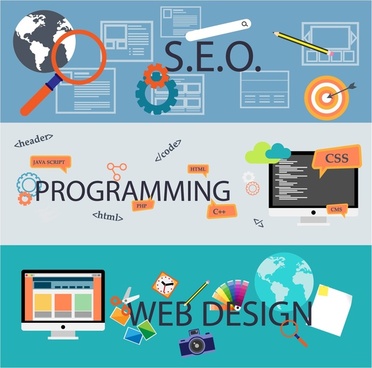 S.E.O.
<header>
</code>
JAVA SCRIPT
HTML
CSS
PROGRAMMING
PHP
C++
<html>
CMS
</>
WEB DESIGN